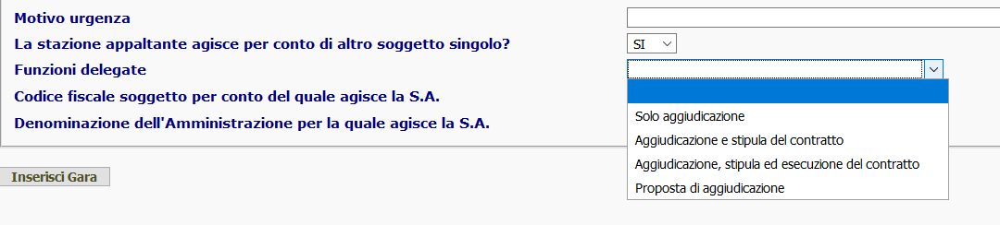 Motivo urgenza
La stazione appaltante agisce per conto di altro soggetto singolo? SI
Funzioni delegate
Solo aggiudicazione
Aggiudicazione e stipula del contratto
Aggiudicazione, stipula ed esecuzione del contratto
Proposta di aggiudicazione
Codice fiscale soggetto per conto del quale agisce la S.A.
Denominazione dell'Amministrazione per la quale agisce la S.A.
Inserisci Gara